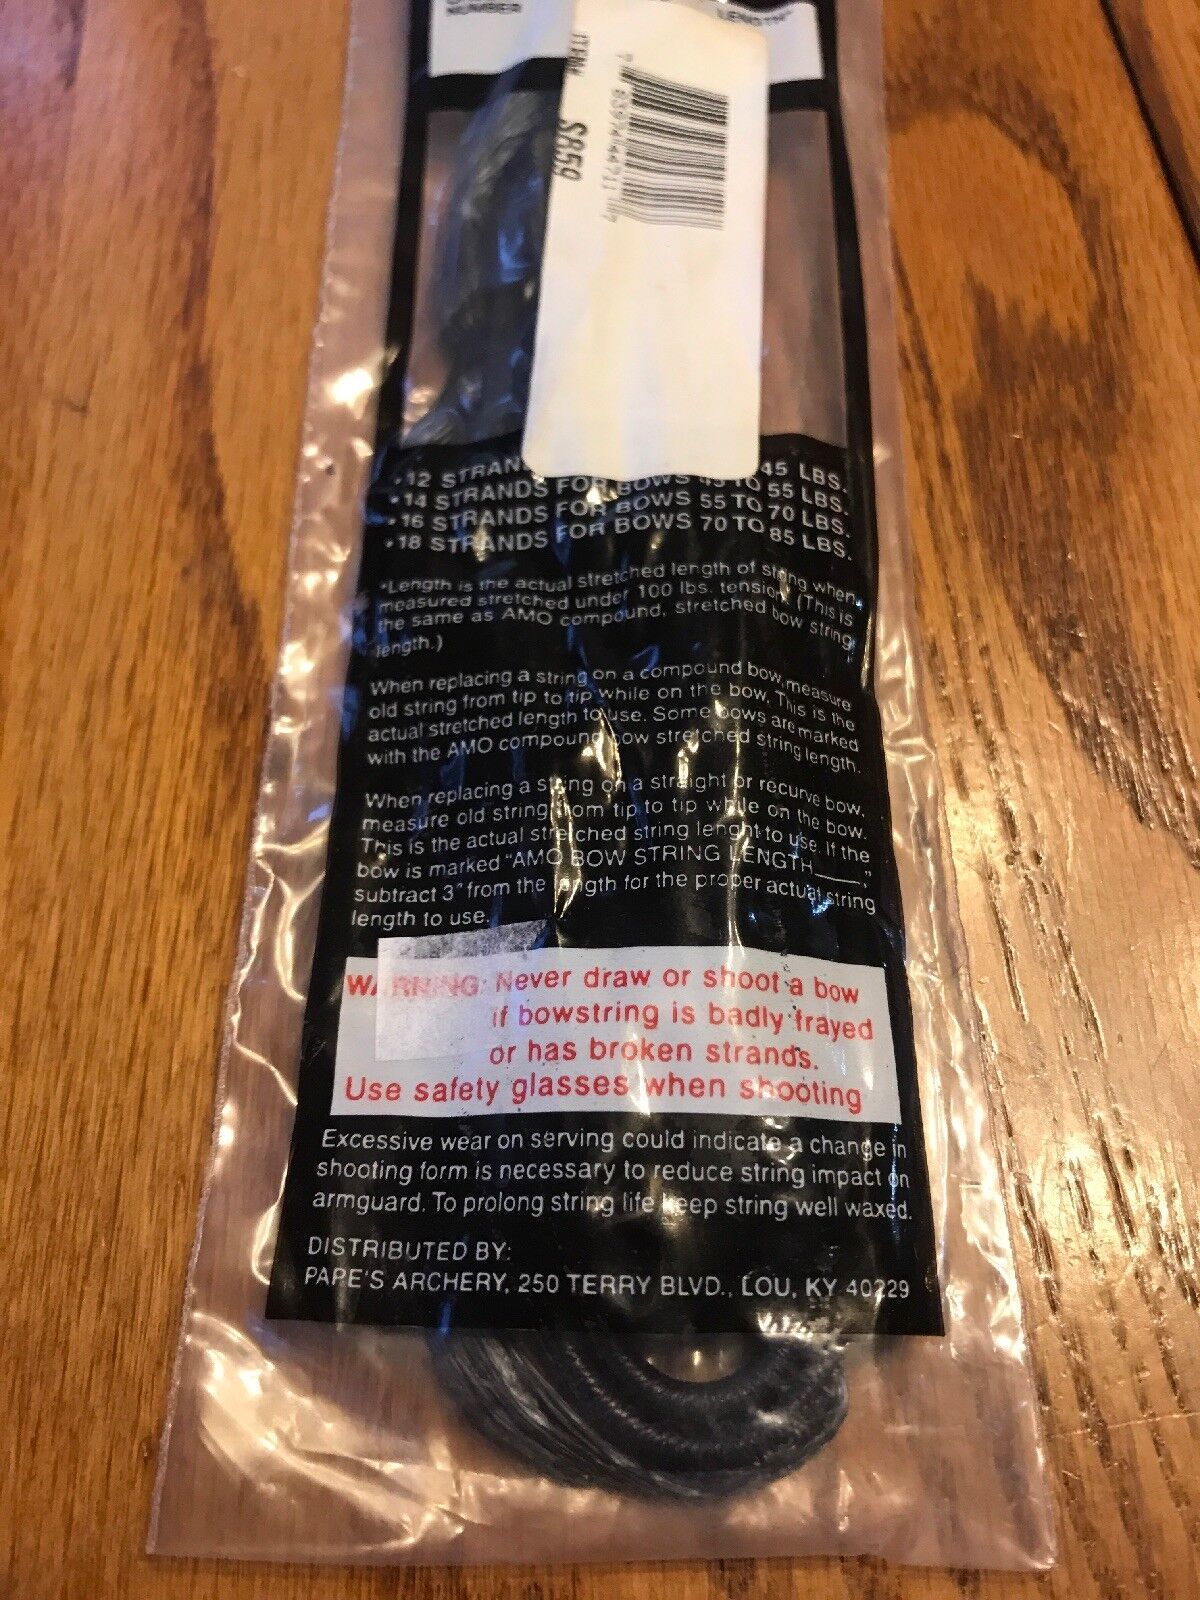 NUMBER
LENGTH*
ITEM# S859
•12 STRAN 45 LBS.
•14 STRANDS FOR BOWS 45 TO 55 LBS.
•16 STRANDS FOR BOWS 55 TO 70 LBS.
•18 STRANDS FOR BOWS 70 TO 85 LBS.
*Length is the actual stretched length of string when
measured stretched under 100 lbs. tension. (This is
the same as AMO compound, stretched bow string
length.)
When replacing a string on a compound bow, measure
old string from tip to tip while on the bow. This is the
actual stretched length to use. Some bows are marked
with the AMO compound bow stretched string length.
When replacing a string on a straight or recurve bow,
measure old string from tip to tip while on the bow.
This is the actual stretched string lenght to use. If the
bow is marked "AMO BOW STRING LENGTH____,"
subtract 3" from the length for the proper actual string
length to use.
WARNING: Never draw or shoot a bow
if bowstring is badly frayed
or has broken strands.
Use safety glasses when shooting
Excessive wear on serving could indicate a change in
shooting form is necessary to reduce string impact on
armguard. To prolong string life keep string well waxed.
DISTRIBUTED BY:
PAPE'S ARCHERY, 250 TERRY BLVD., LOU, KY 40229